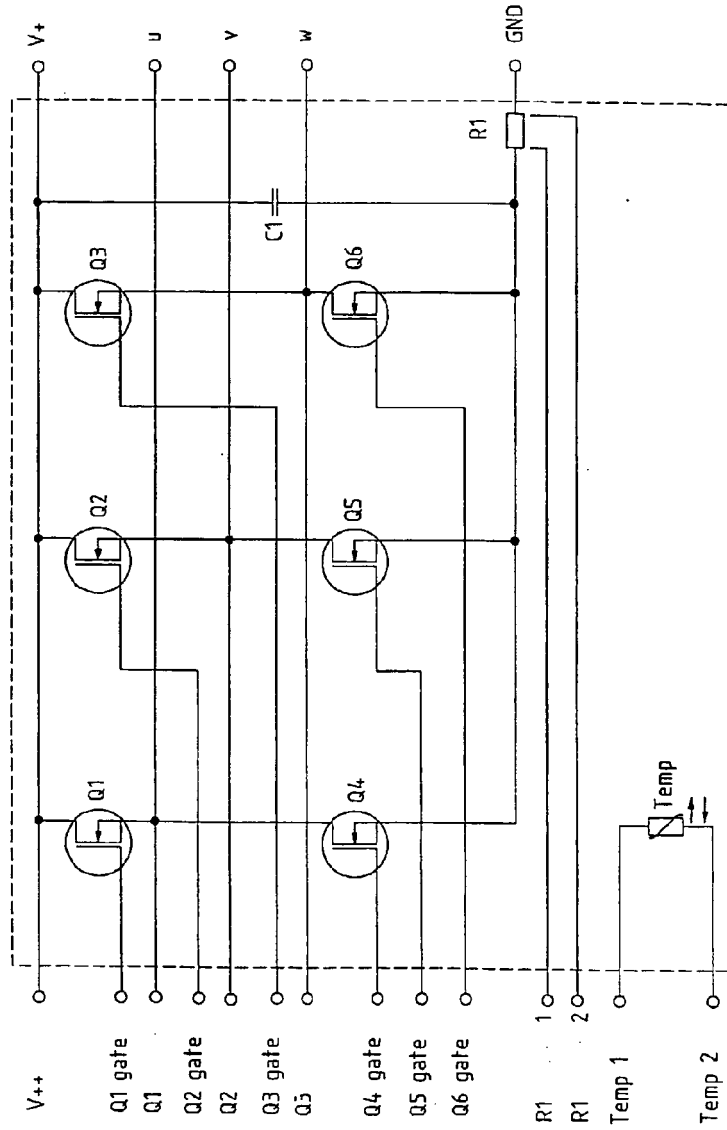 V++
Q1 gate
Q1
Q2 gate
Q2
Q3 gate
Q3
Q4 gate
Q5 gate
Q6 gate
R1 1
R1 2
Temp 1
Temp 2
Q1
Q2
Q3
Q4
Q5
Q6
C1
R1
Temp
V+
u
v
w
GND